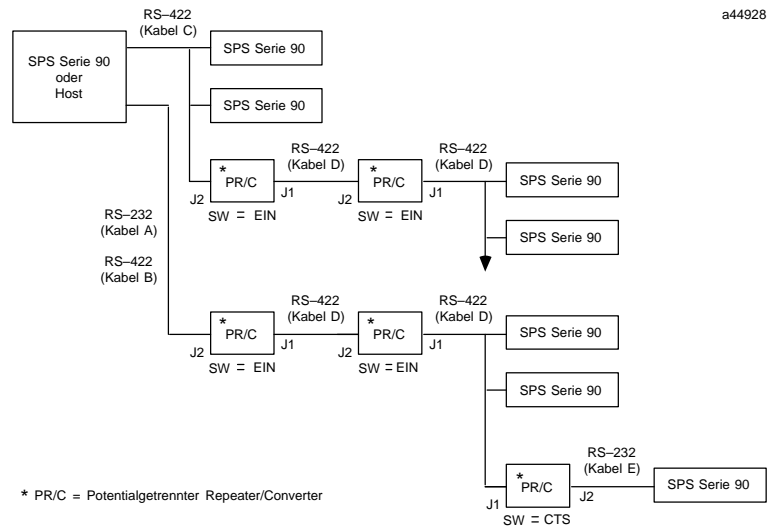 a44928
RS–422
(Kabel C)
SPS Serie 90
oder
Host
SPS Serie 90
SPS Serie 90
RS–422
(Kabel D)
RS–422
(Kabel D)
* PR/C
* PR/C
SPS Serie 90
J2
J1
J2
J1
SW = EIN
SW = EIN
RS–232
(Kabel A)
SPS Serie 90
RS–422
(Kabel B)
RS–422
(Kabel D)
RS–422
(Kabel D)
* PR/C
* PR/C
SPS Serie 90
J2
J1
J2
J1
SW = EIN
SW = EIN
SPS Serie 90
RS–232
(Kabel E)
* PR/C
SPS Serie 90
J1
J2
SW = CTS
* PR/C = Potentialgetrennter Repeater/Converter